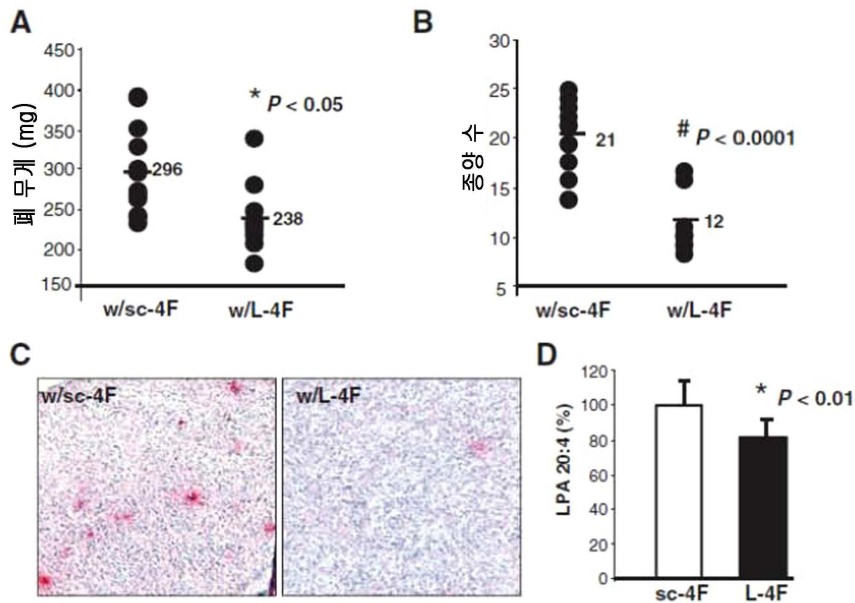 A
450
400
350
300
250
200
150
폐 무게 (mg)
* P < 0.05
296
238
w/sc-4F
w/L-4F
B
30
20
15
10
5
종양 수
# P < 0.0001
21
12
w/sc-4F
w/L-4F
C
w/sc-4F
w/L-4F
D
120
100
80
60
40
20
0
LPA 20:4 (%)
* P < 0.01
sc-4F
L-4F